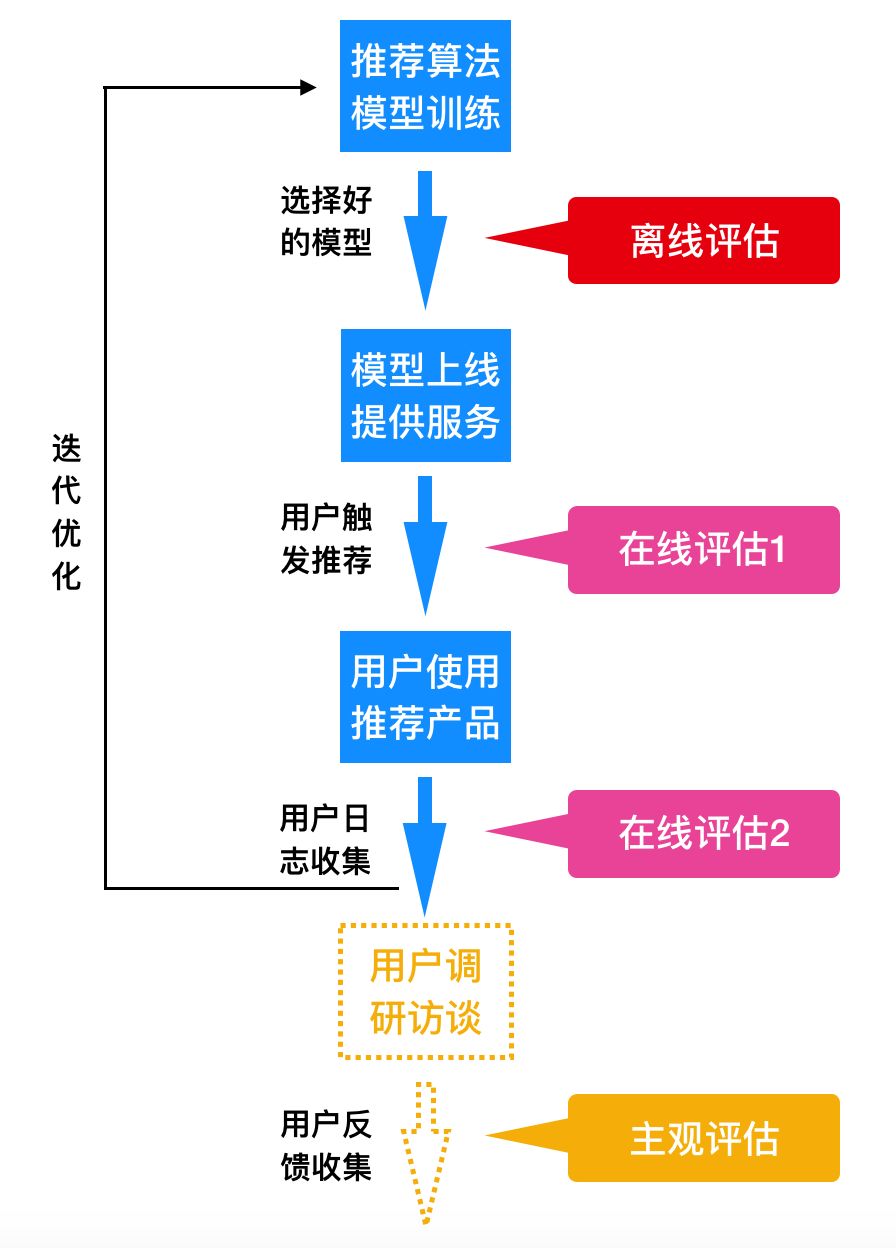 推荐算法
模型训练
选择好
的模型
离线评估
模型上线
提供服务
迭
代
优
化
用户触
发推荐
在线评估1
用户使用
推荐产品
用户日
志收集
在线评估2
用户调
研访谈
用户反
馈收集
主观评估